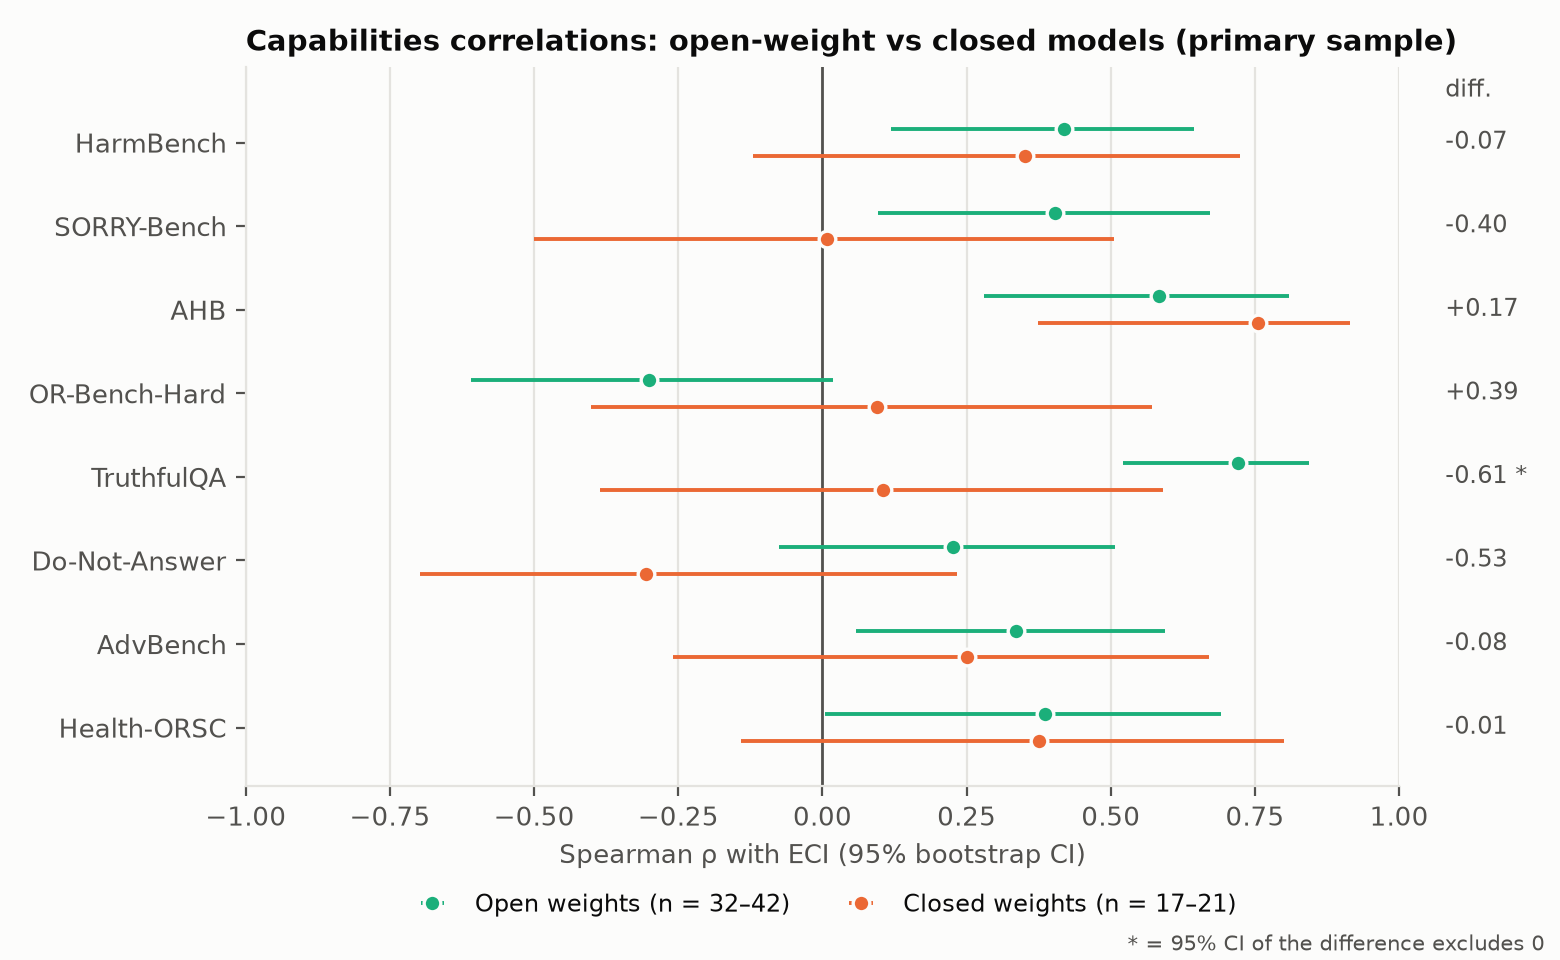 Capabilities correlations: open-weight vs closed models (primary sample)
diff.
HarmBench -0.07
SORRY-Bench -0.40
AHB +0.17
OR-Bench-Hard +0.39
TruthfulQA -0.61 *
Do-Not-Answer -0.53
AdvBench -0.08
Health-ORSC -0.01
−1.00 −0.75 −0.50 −0.25 0.00 0.25 0.50 0.75 1.00
Spearman ρ with ECI (95% bootstrap CI)
Open weights (n = 32–42) Closed weights (n = 17–21)
* = 95% CI of the difference excludes 0